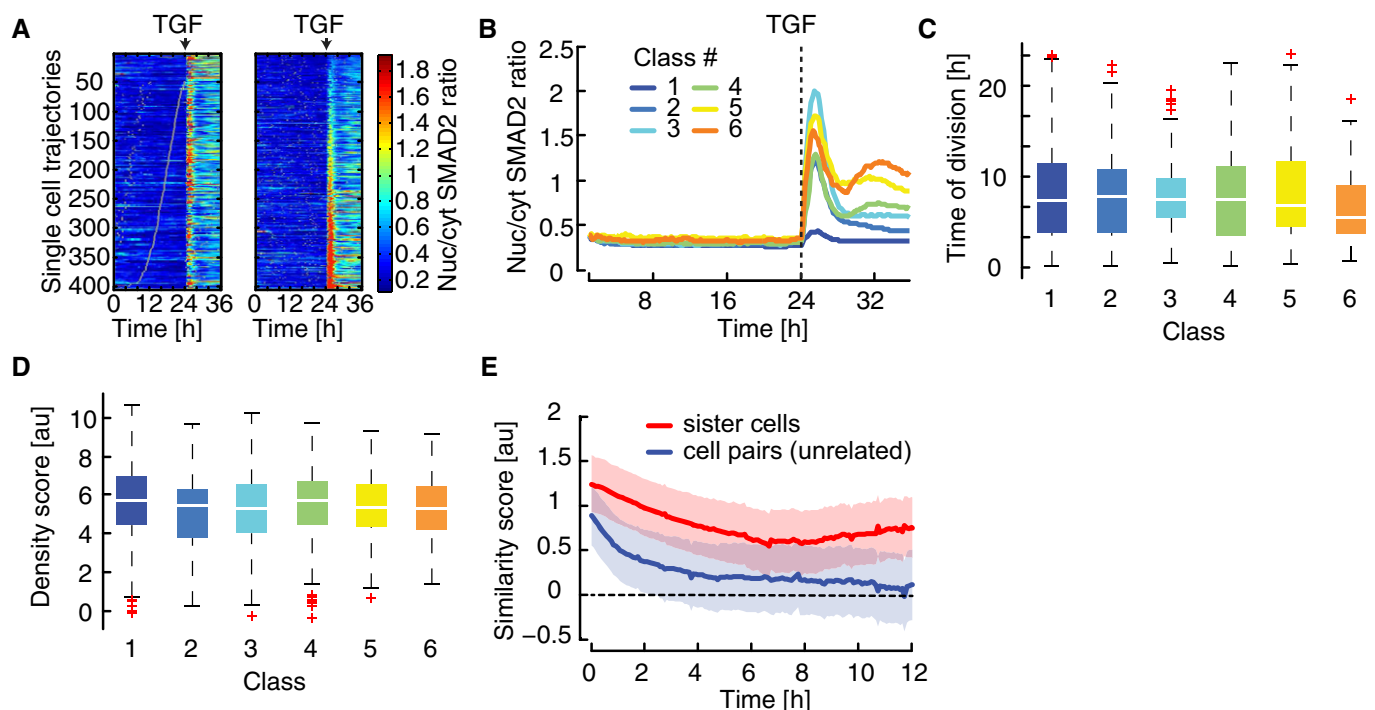 A
TGF
TGF
Single cell trajectories
50
100
150
200
250
300
350
400
0 12 24 36
0 12 24 36
Time [h]
Time [h]
1.8
1.6
1.4
1.2
1
0.8
0.6
0.4
0.2
Nuc/cyt SMAD2 ratio
B
TGF
Nuc/cyt SMAD2 ratio
2.5
2
1.5
1
0.5
0
Class #
1 4
2 5
3 6
8 16 24 32
Time [h]
C
Time of division [h]
20
10
0
1 2 3 4 5 6
Class
D
Density score [au]
10
8
6
4
2
0
1 2 3 4 5 6
Class
E
Similarity score [au]
2
1.5
1
0.5
0
−0.5
sister cells
cell pairs (unrelated)
0 2 4 6 8 10 12
Time [h]